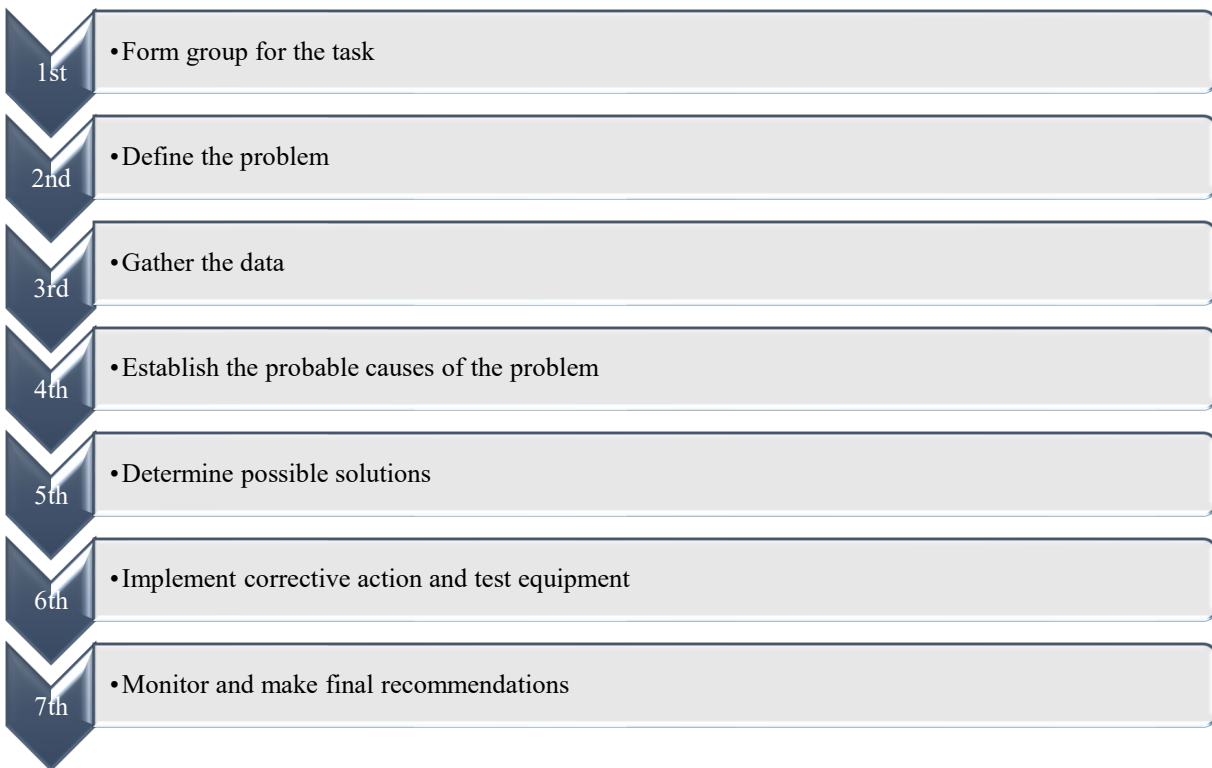 1st
•Form group for the task
2nd
•Define the problem
3rd
•Gather the data
4th
•Establish the probable causes of the problem
5th
•Determine possible solutions
6th
•Implement corrective action and test equipment
7th
•Monitor and make final recommendations